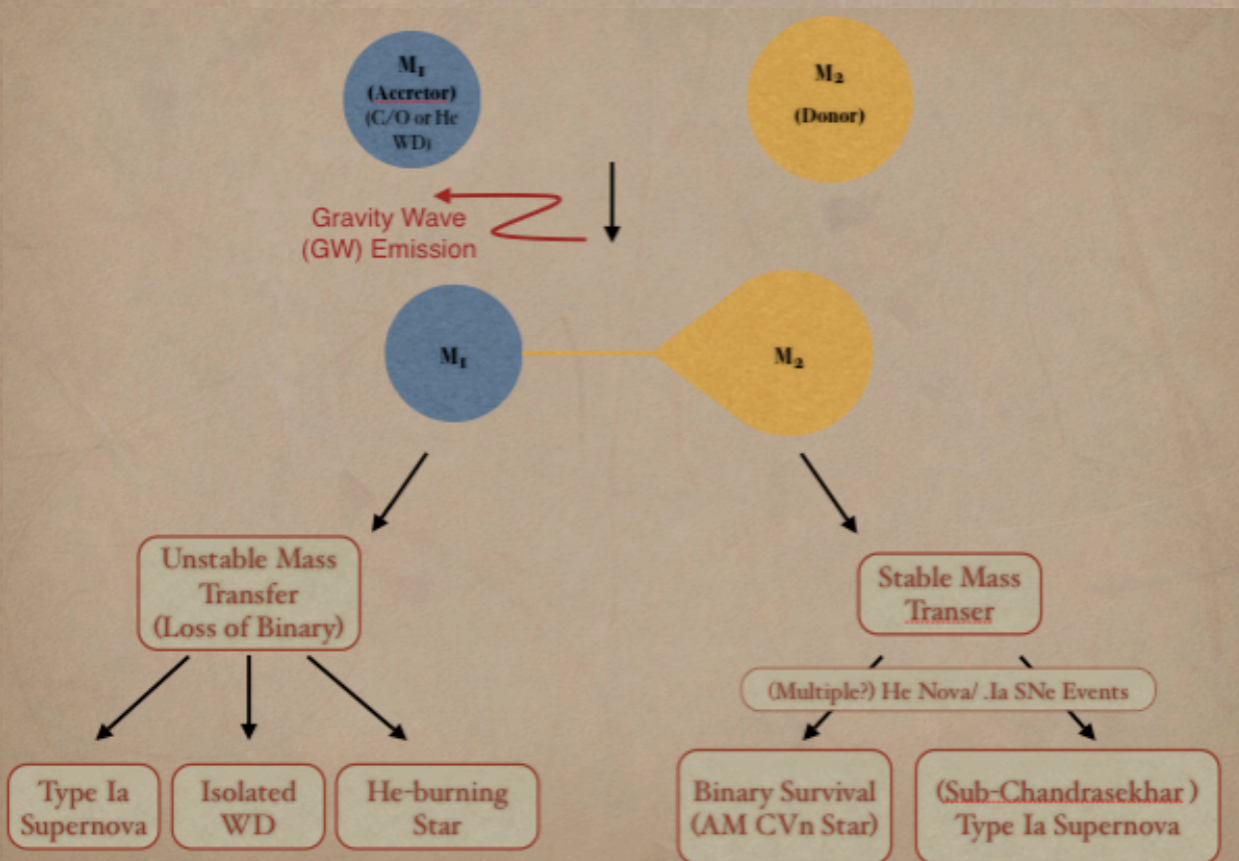 M₁
(Accretor)
(C/O or He
WD)
M₂
(Donor)
Gravity Wave
(GW) Emission
M₁
M₂
Unstable Mass
Transfer
(Loss of Binary)
Stable Mass
Transer
(Multiple?) He Nova/ .Ia SNe Events
Type Ia
Supernova
Isolated
WD
He-burning
Star
Binary Survival
(AM CVn Star)
(Sub-Chandrasekhar )
Type Ia Supernova